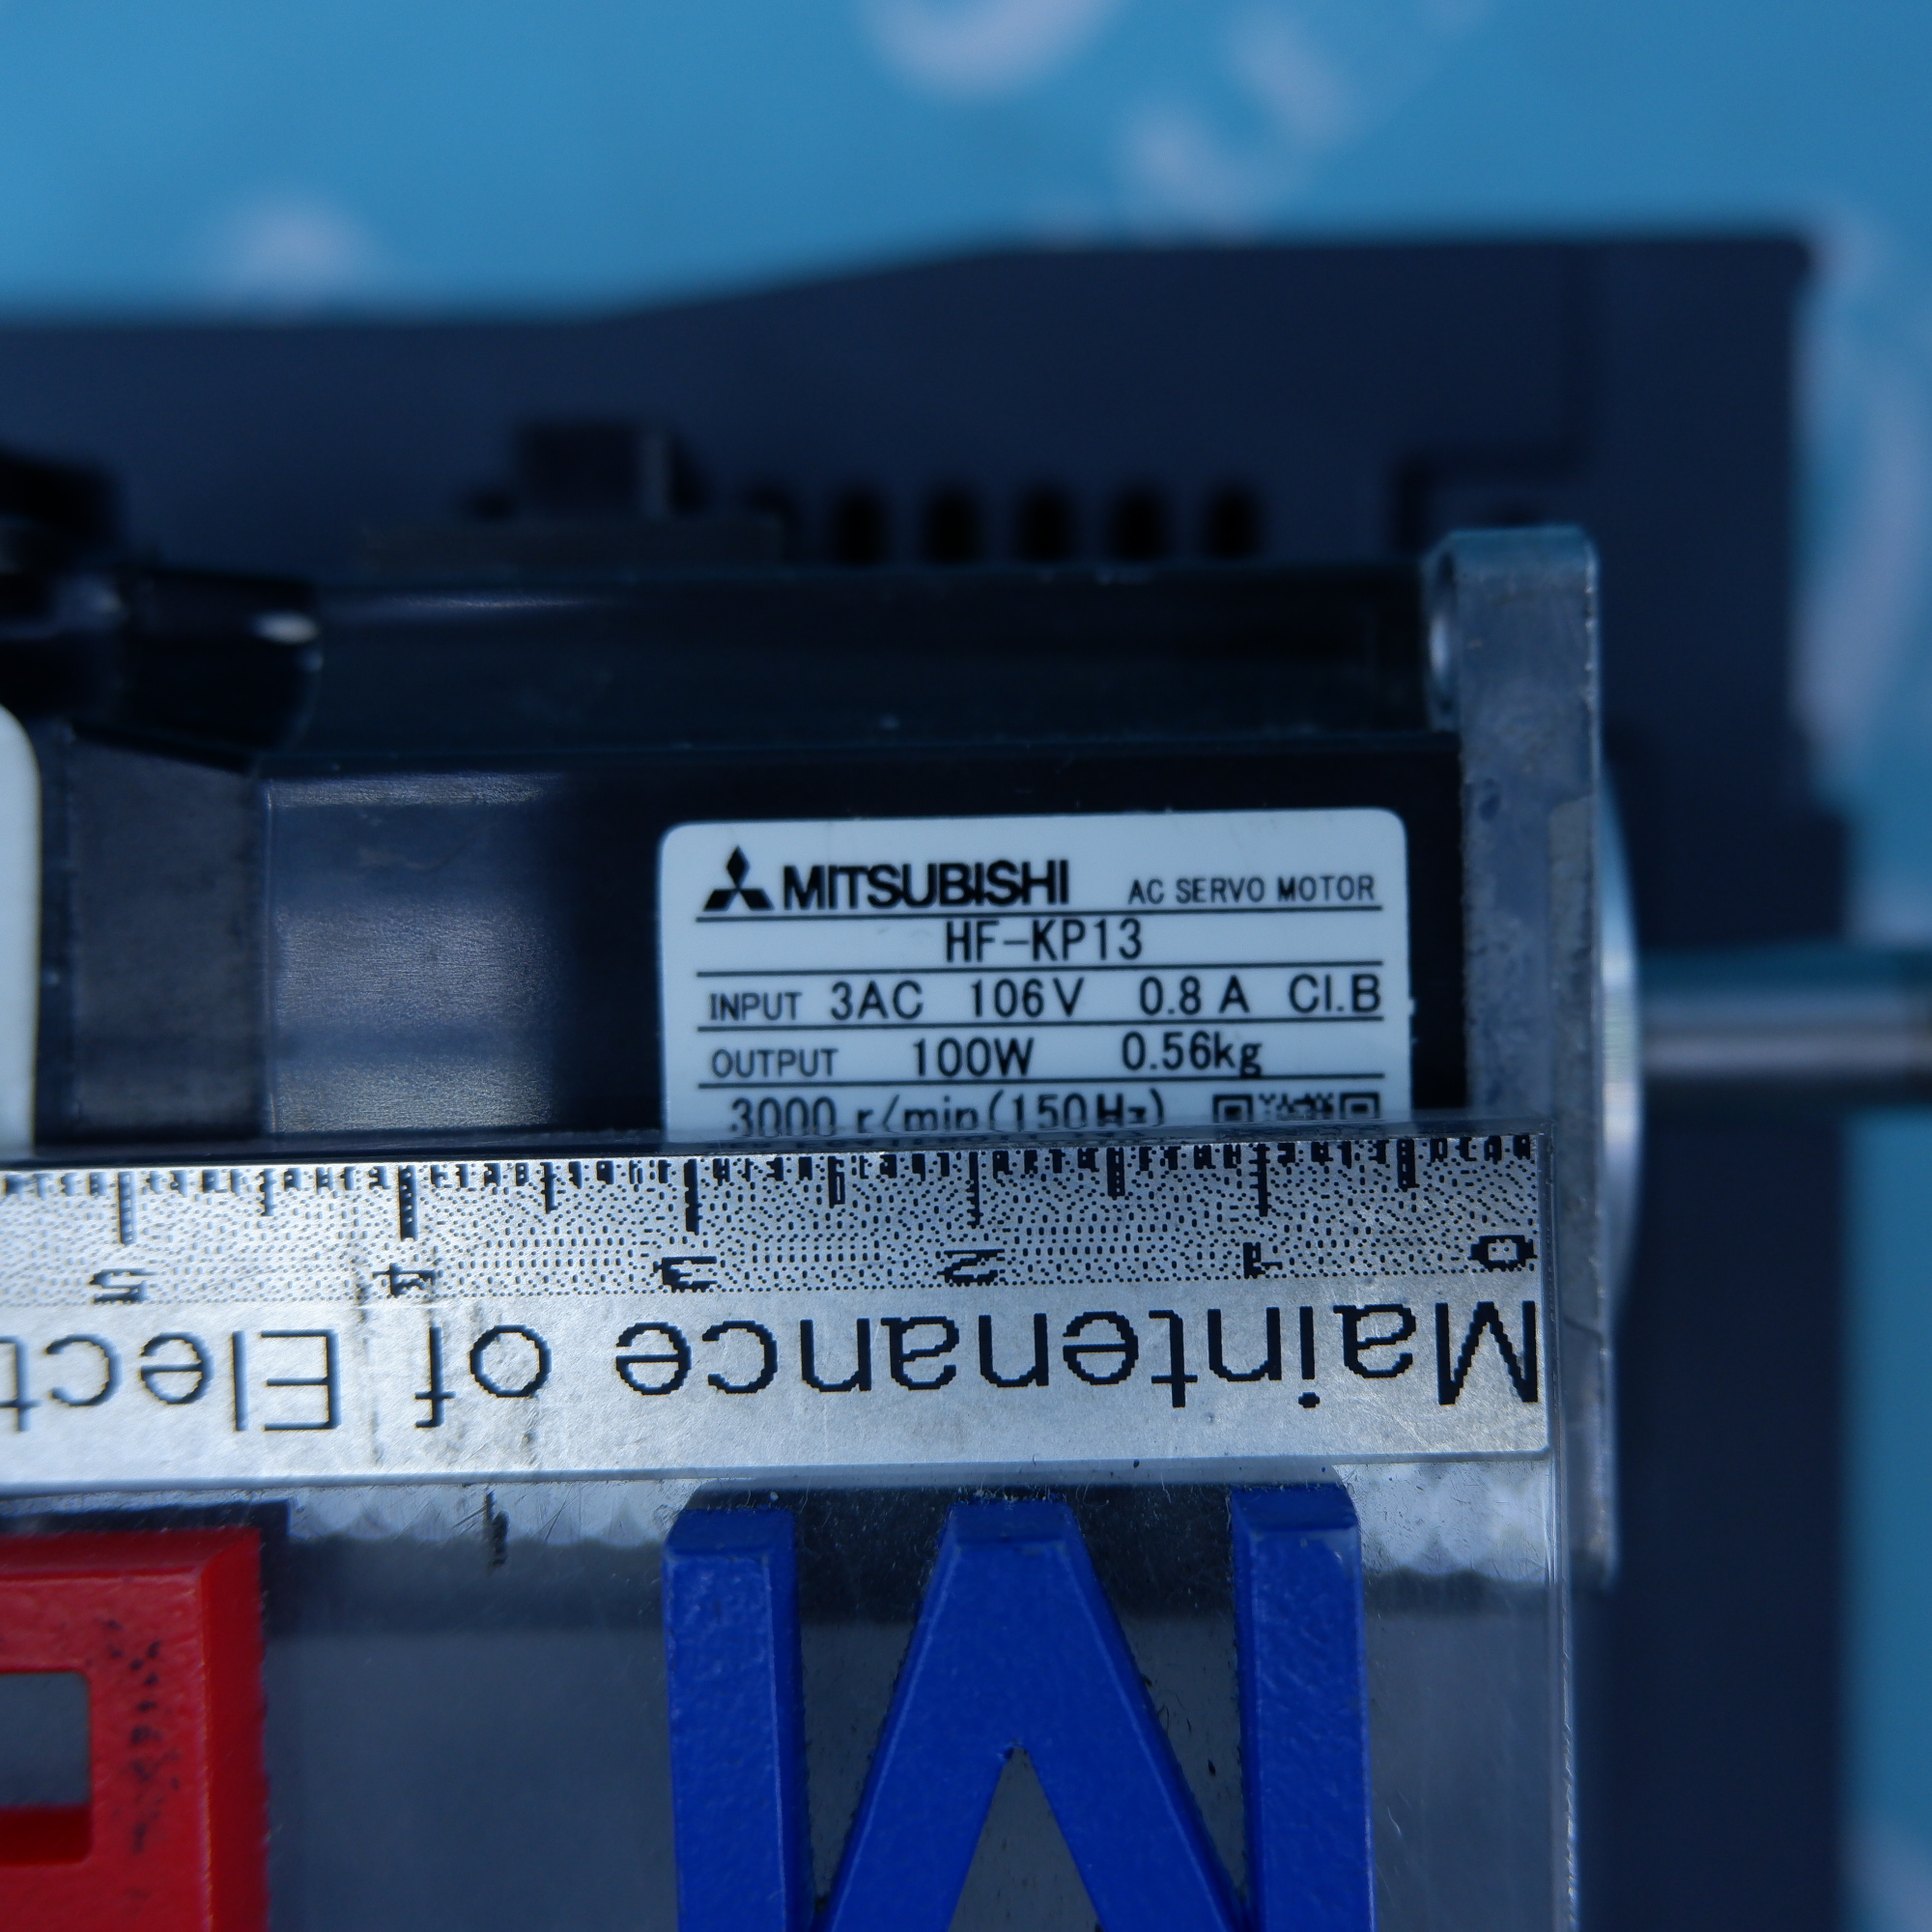 MITSUBISHI AC SERVO MOTOR
HF-KP13
INPUT 3AC 106V 0.8 A Cl.B
OUTPUT 100W 0.56kg
3000 r/min(150Hz)
0 1 2 3 4 5
Maintenance of Elect
M